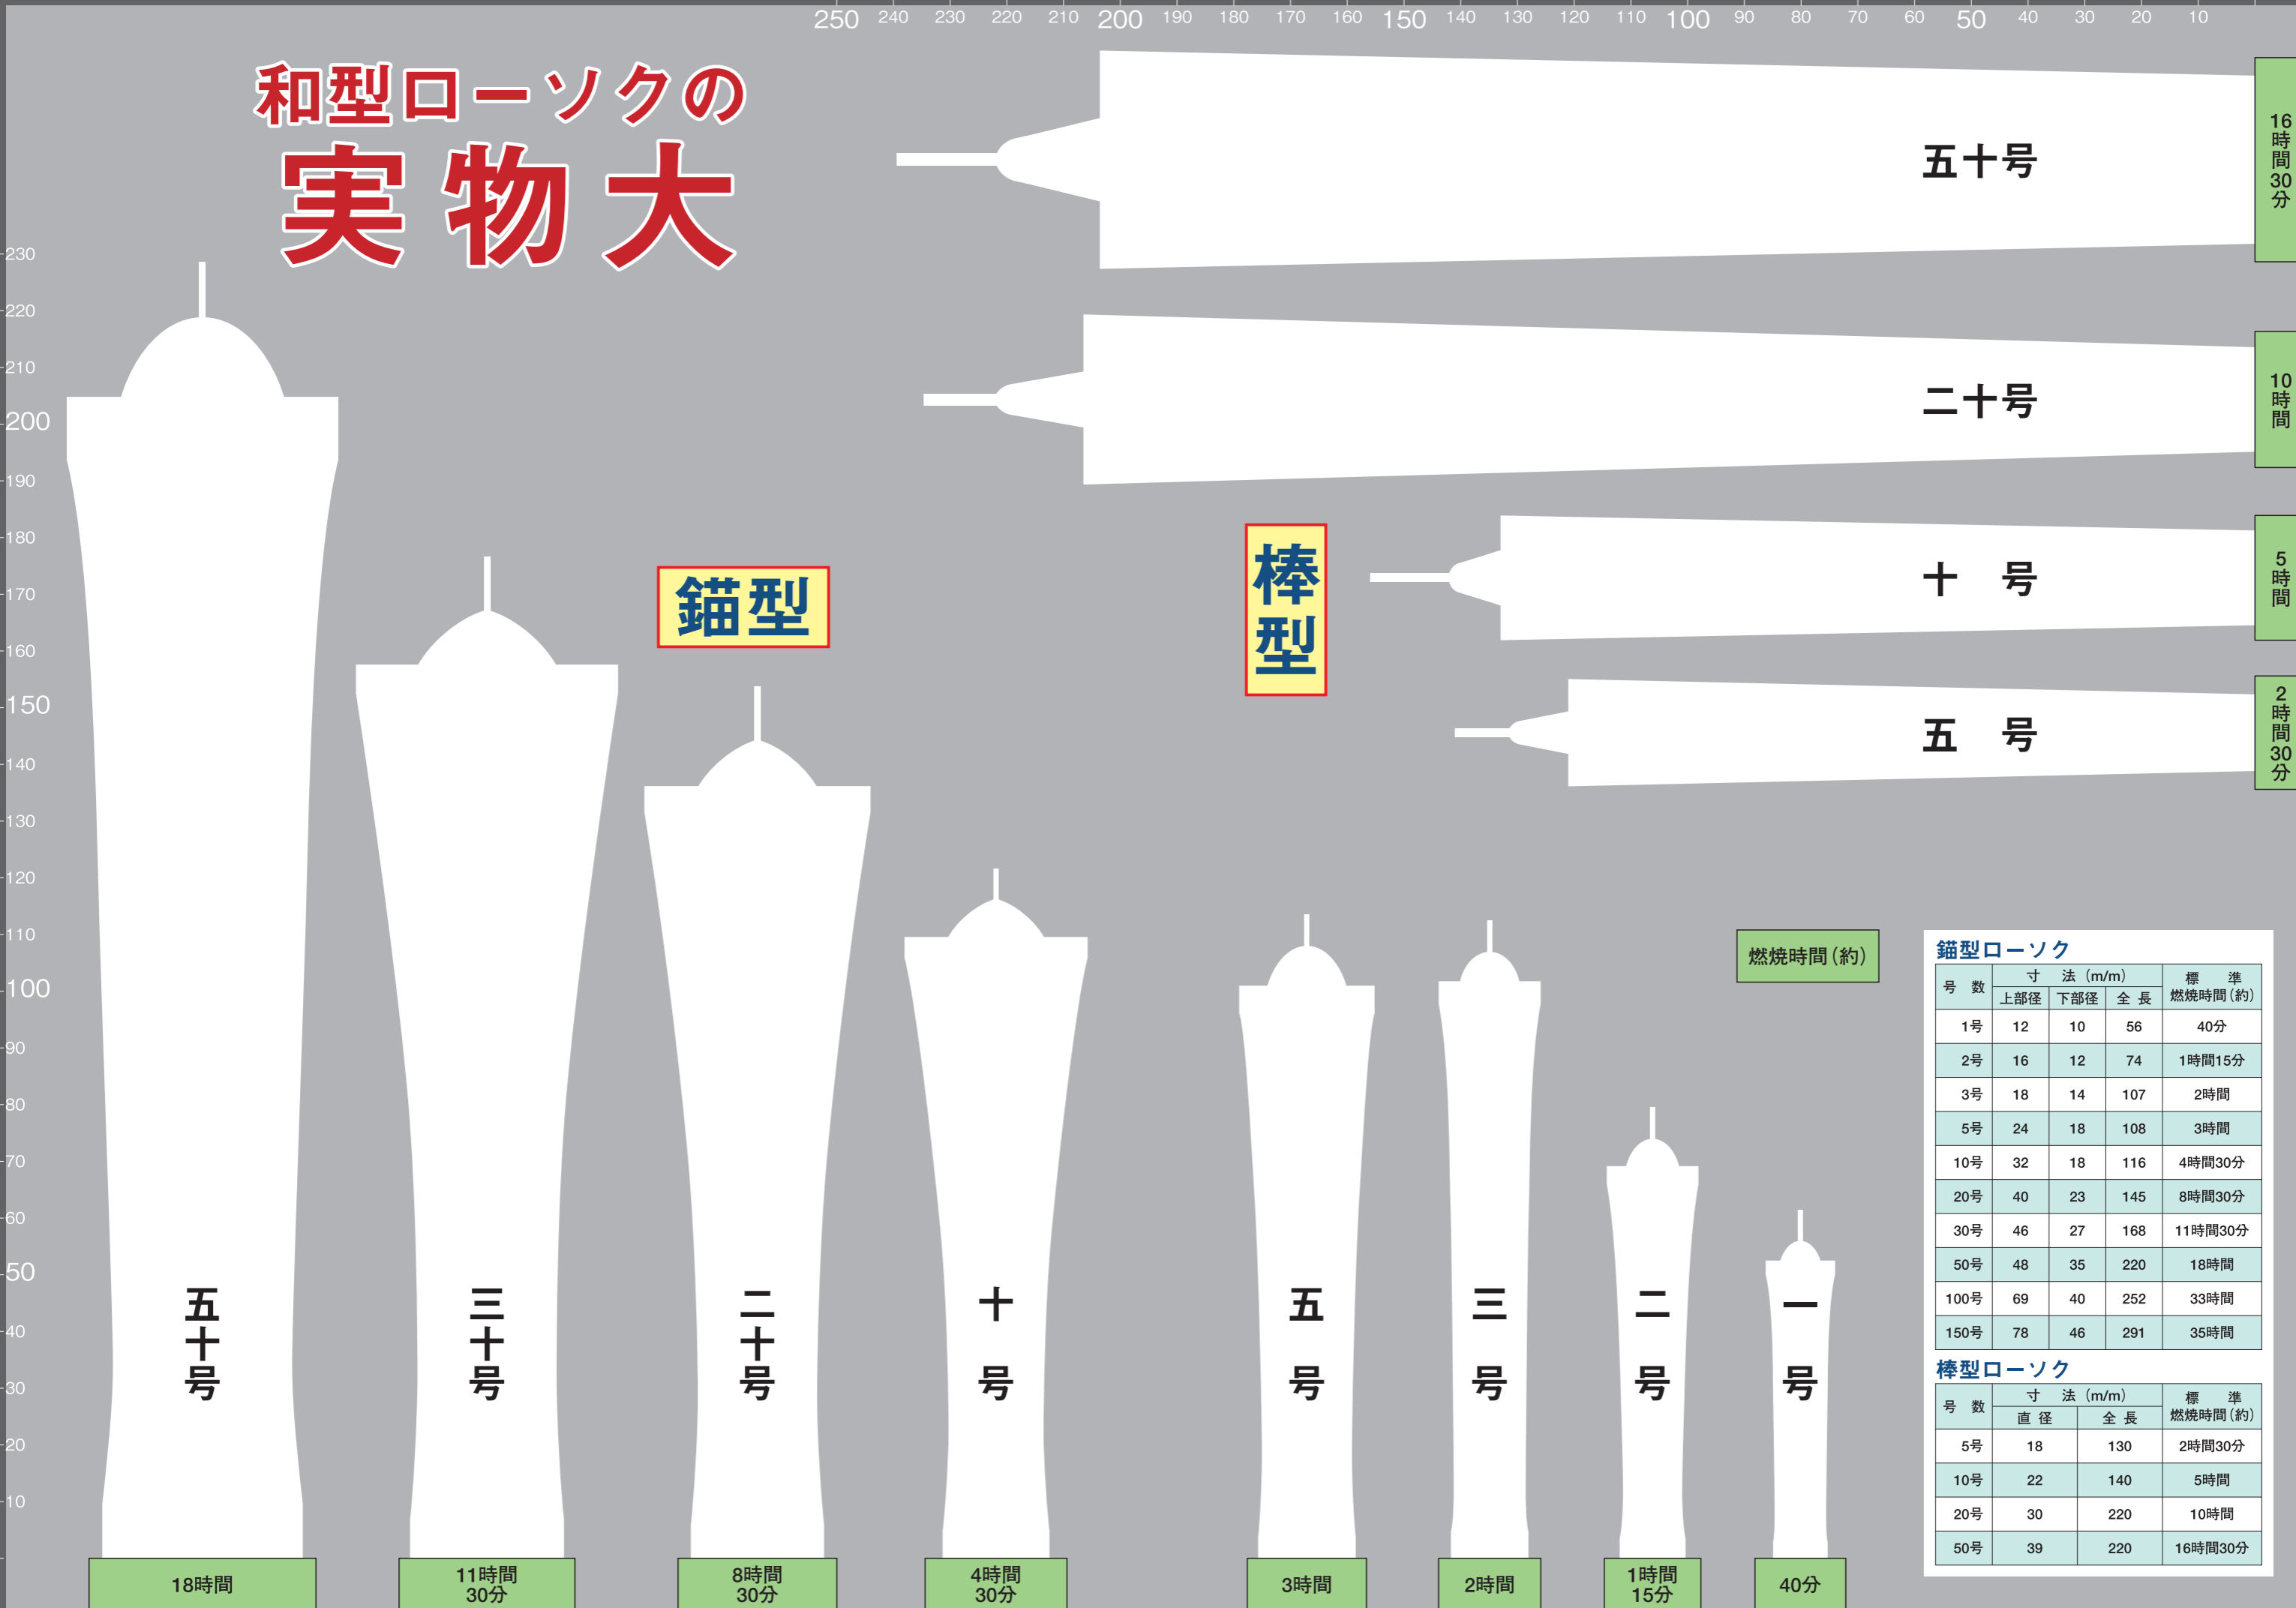 250 240 230 220 210 200 190 180 170 160 150 140 130 120 110 100 90 80 70 60 50 40 30 20 10
和型ローソクの
実物大
230
220
210
200
190
180
170
160
150
140
130
120
110
100
90
80
70
60
50
40
30
20
10
五十号
16時間30分
二十号
10時間
十　号
5時間
五　号
2時間30分
錨型
棒型
五十号
三十号
二十号
十　号
五　号
三　号
二　号
一　号
18時間
11時間
30分
8時間
30分
4時間
30分
3時間
2時間
1時間
15分
40分
燃焼時間(約)
錨型ローソク
号　数 寸　法 (m/m) 標　準
燃焼時間(約)
上部径 下部径 全 長
1号 12 10 56 40分
2号 16 12 74 1時間15分
3号 18 14 107 2時間
5号 24 18 108 3時間
10号 32 18 116 4時間30分
20号 40 23 145 8時間30分
30号 46 27 168 11時間30分
50号 48 35 220 18時間
100号 69 40 252 33時間
150号 78 46 291 35時間
棒型ローソク
号　数 寸　法 (m/m) 標　準
燃焼時間(約)
直 径 全 長
5号 18 130 2時間30分
10号 22 140 5時間
20号 30 220 10時間
50号 39 220 16時間30分